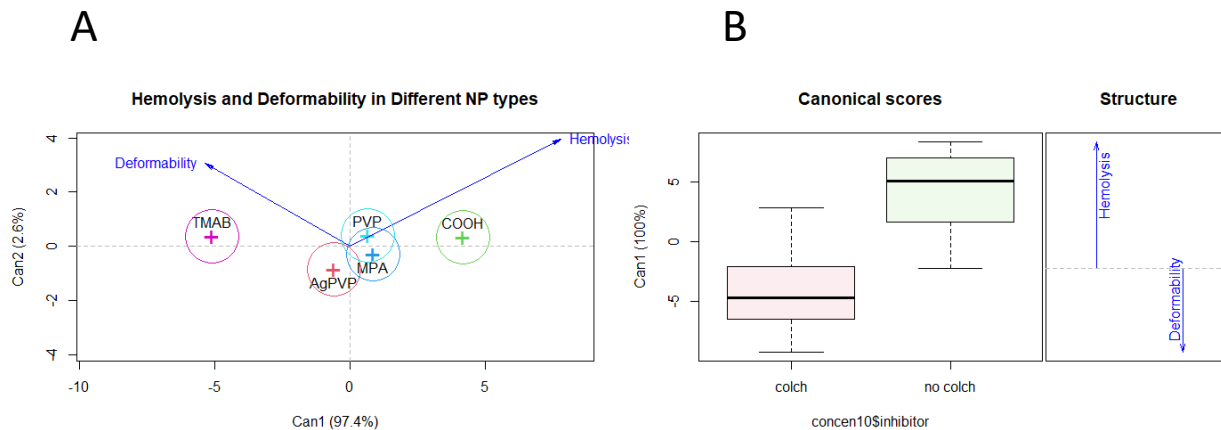 A
Hemolysis and Deformability in Different NP types
4
2
0
-2
-4
Can2 (2.6%)
Deformability
Hemolysis
TMAB
PVP
COOH
MPA
AgPVP
-10
-5
0
5
Can1 (97.4%)
B
Canonical scores
Structure
5
0
-5
Can1 (100%)
Hemolysis
Deformability
colch
no colch
concen10$inhibitor